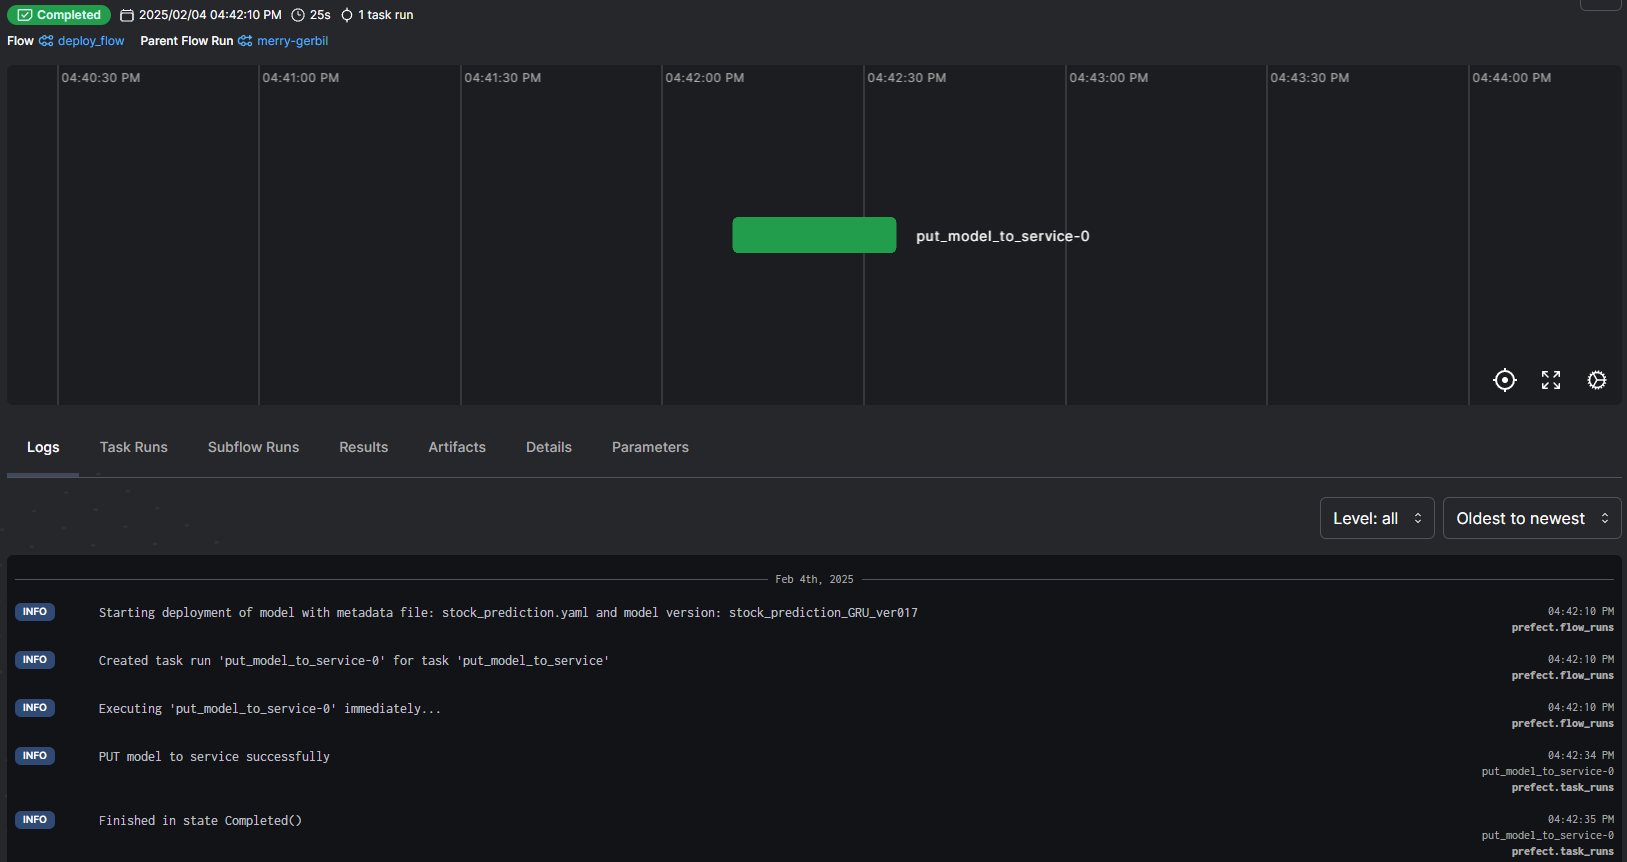 Completed 2025/02/04 04:42:10 PM 25s 1 task run
Flow deploy_flow Parent Flow Run merry-gerbil
04:40:30 PM 04:41:00 PM 04:41:30 PM 04:42:00 PM 04:42:30 PM 04:43:00 PM 04:43:30 PM 04:44:00 PM
put_model_to_service-0
Logs Task Runs Subflow Runs Results Artifacts Details Parameters
Level: all Oldest to newest
Feb 4th, 2025
INFO Starting deployment of model with metadata file: stock_prediction.yaml and model version: stock_prediction_GRU_ver017 04:42:10 PM
prefect.flow_runs
INFO Created task run 'put_model_to_service-0' for task 'put_model_to_service' 04:42:10 PM
prefect.flow_runs
INFO Executing 'put_model_to_service-0' immediately... 04:42:10 PM
prefect.flow_runs
INFO PUT model to service successfully 04:42:34 PM
put_model_to_service-0
prefect.task_runs
INFO Finished in state Completed() 04:42:35 PM
put_model_to_service-0
prefect.task_runs